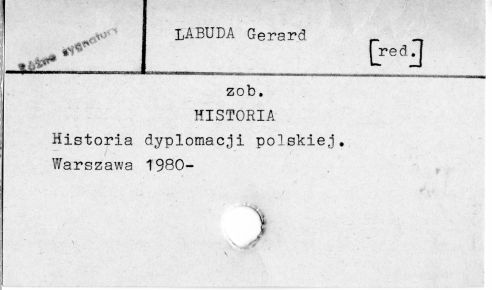 Różne sygnatury
LABUDA Gerard
[red.]
zob.
HISTORIA
Historia dyplomacji polskiej.
Warszawa 1980-